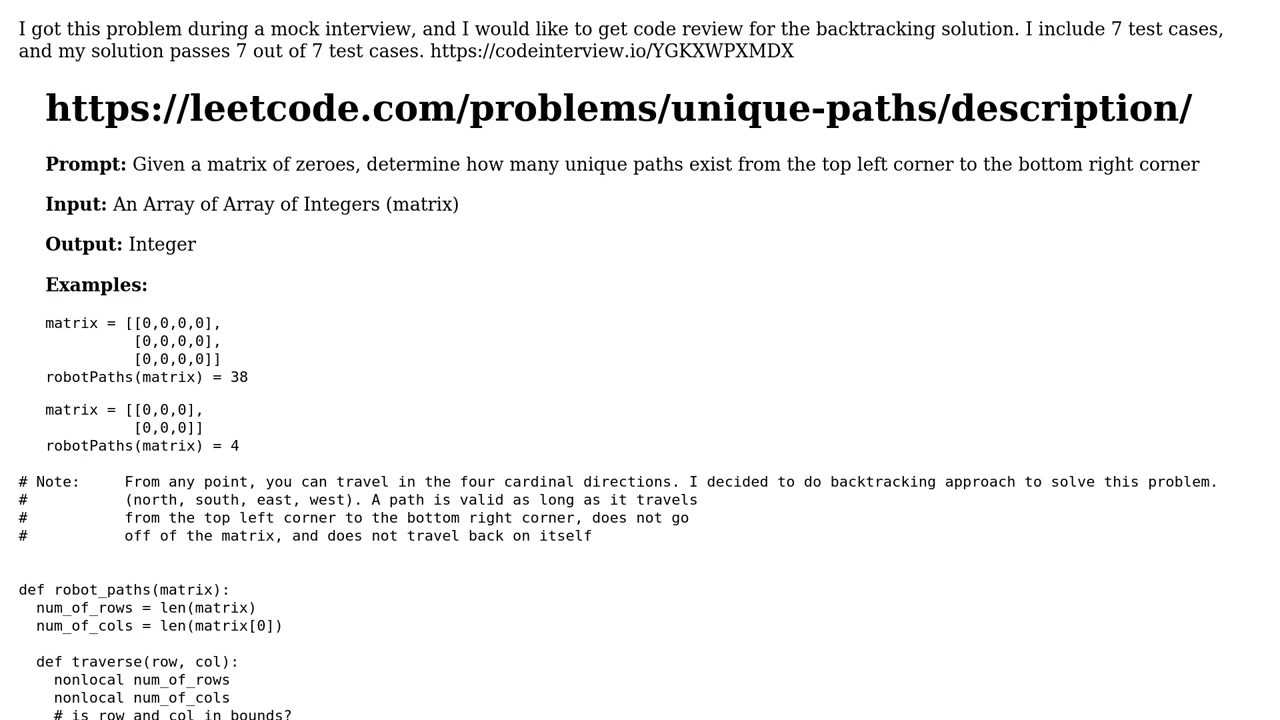 I got this problem during a mock interview, and I would like to get code review for the backtracking solution. I include 7 test cases,
and my solution passes 7 out of 7 test cases. https://codeinterview.io/YGKXWPXMDX
https://leetcode.com/problems/unique-paths/description/
Prompt: Given a matrix of zeroes, determine how many unique paths exist from the top left corner to the bottom right corner
Input: An Array of Array of Integers (matrix)
Output: Integer
Examples:
matrix = [[0,0,0,0],
          [0,0,0,0],
          [0,0,0,0]]
robotPaths(matrix) = 38
matrix = [[0,0,0],
          [0,0,0]]
robotPaths(matrix) = 4
# Note:     From any point, you can travel in the four cardinal directions. I decided to do backtracking approach to solve this problem.
#           (north, south, east, west). A path is valid as long as it travels
#           from the top left corner to the bottom right corner, does not go
#           off of the matrix, and does not travel back on itself
def robot_paths(matrix):
  num_of_rows = len(matrix)
  num_of_cols = len(matrix[0])
  def traverse(row, col):
    nonlocal num_of_rows
    nonlocal num_of_cols
    # is row and col in bounds?